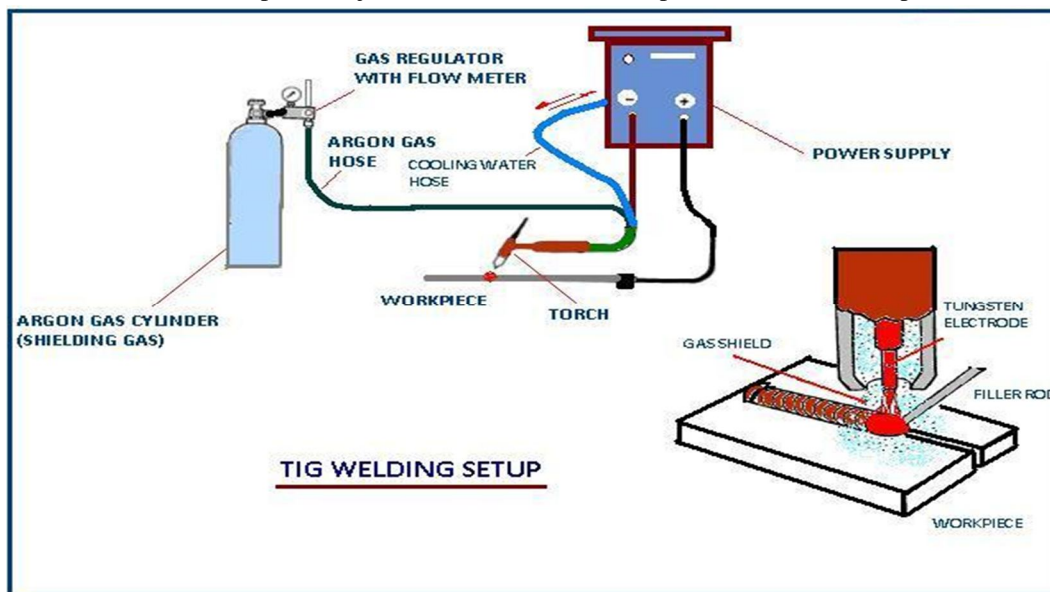 GAS REGULATOR
WITH FLOW METER
ARGON GAS
HOSE
COOLING WATER
HOSE
POWER SUPPLY
- +
WORKPIECE
TORCH
ARGON GAS CYLINDER
(SHIELDING GAS)
TUNGSTEN
ELECTRODE
GAS SHIELD
FILLER ROD
TIG WELDING SETUP
WORKPIECE